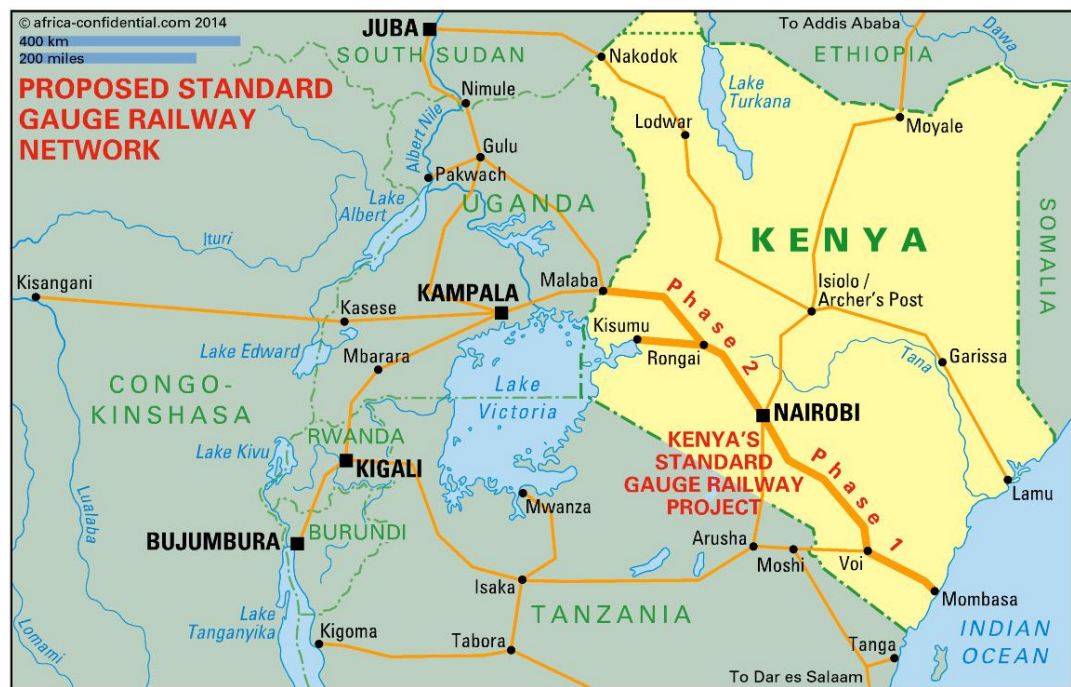 © africa-confidential.com 2014
400 km
200 miles
PROPOSED STANDARD
GAUGE RAILWAY
NETWORK
JUBA
SOUTH SUDAN
Nimule
Albert Nile
Gulu
Pakwach
UGANDA
Lake
Albert
Ituri
Kisangani
Kasese
KAMPALA
Malaba
Lake Edward
Mbarara
CONGO-
KINSHASA
Lake
Victoria
RWANDA
Lake Kivu
KIGALI
Lualaba
BUJUMBURA
BURUNDI
Mwanza
Isaka
TANZANIA
Lake
Tanganyika
Kigoma
Tabora
Lomami
To Addis Ababa
ETHIOPIA
Dawa
Nakodok
Lake
Turkana
Lodwar
Moyale
KENYA
SOMALIA
Isiolo /
Archer's Post
Phase 2
Kisumu
Rongai
Garissa
Tana
NAIROBI
KENYA'S
STANDARD
GAUGE RAILWAY
PROJECT
Phase 1
Lamu
Arusha
Moshi
Voi
Mombasa
Tanga
To Dar es Salaam
INDIAN
OCEAN